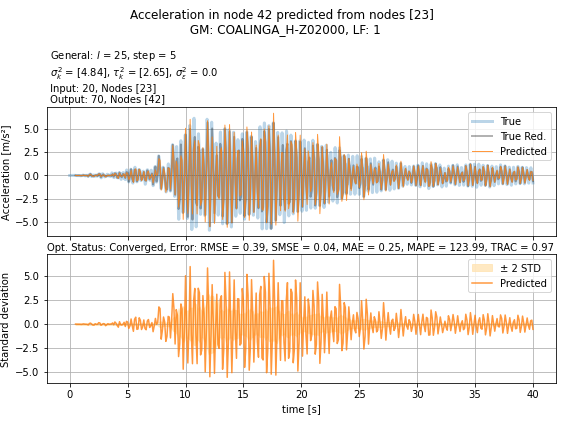 Acceleration in node 42 predicted from nodes [23]
GM: COALINGA_H-Z02000, LF: 1
General: l = 25, step = 5
σ²ₖ = [4.84], τ²ₖ = [2.65], σ²ε = 0.0
Input: 20, Nodes [23]
Output: 70, Nodes [42]
Acceleration [m/s²]
5.0
2.5
0.0
−2.5
−5.0
True
True Red.
Predicted
Opt. Status: Converged, Error: RMSE = 0.39, SMSE = 0.04, MAE = 0.25, MAPE = 123.99, TRAC = 0.97
Standard deviation
5.0
2.5
0.0
−2.5
−5.0
± 2 STD
Predicted
0 5 10 15 20 25 30 35 40
time [s]